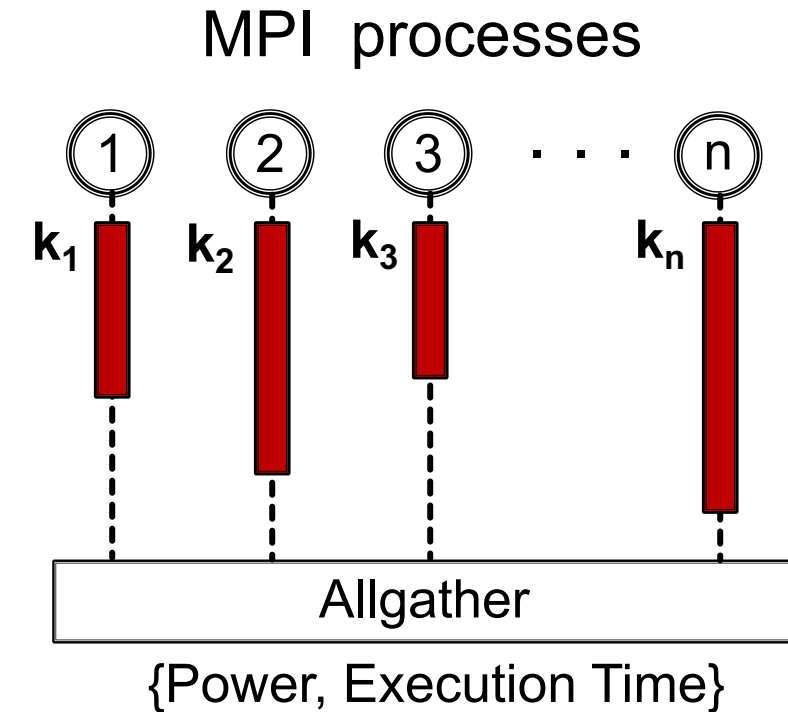 MPI processes
1 2 3 . . . n
k₁ k₂ k₃ kₙ
Allgather
{Power, Execution Time}